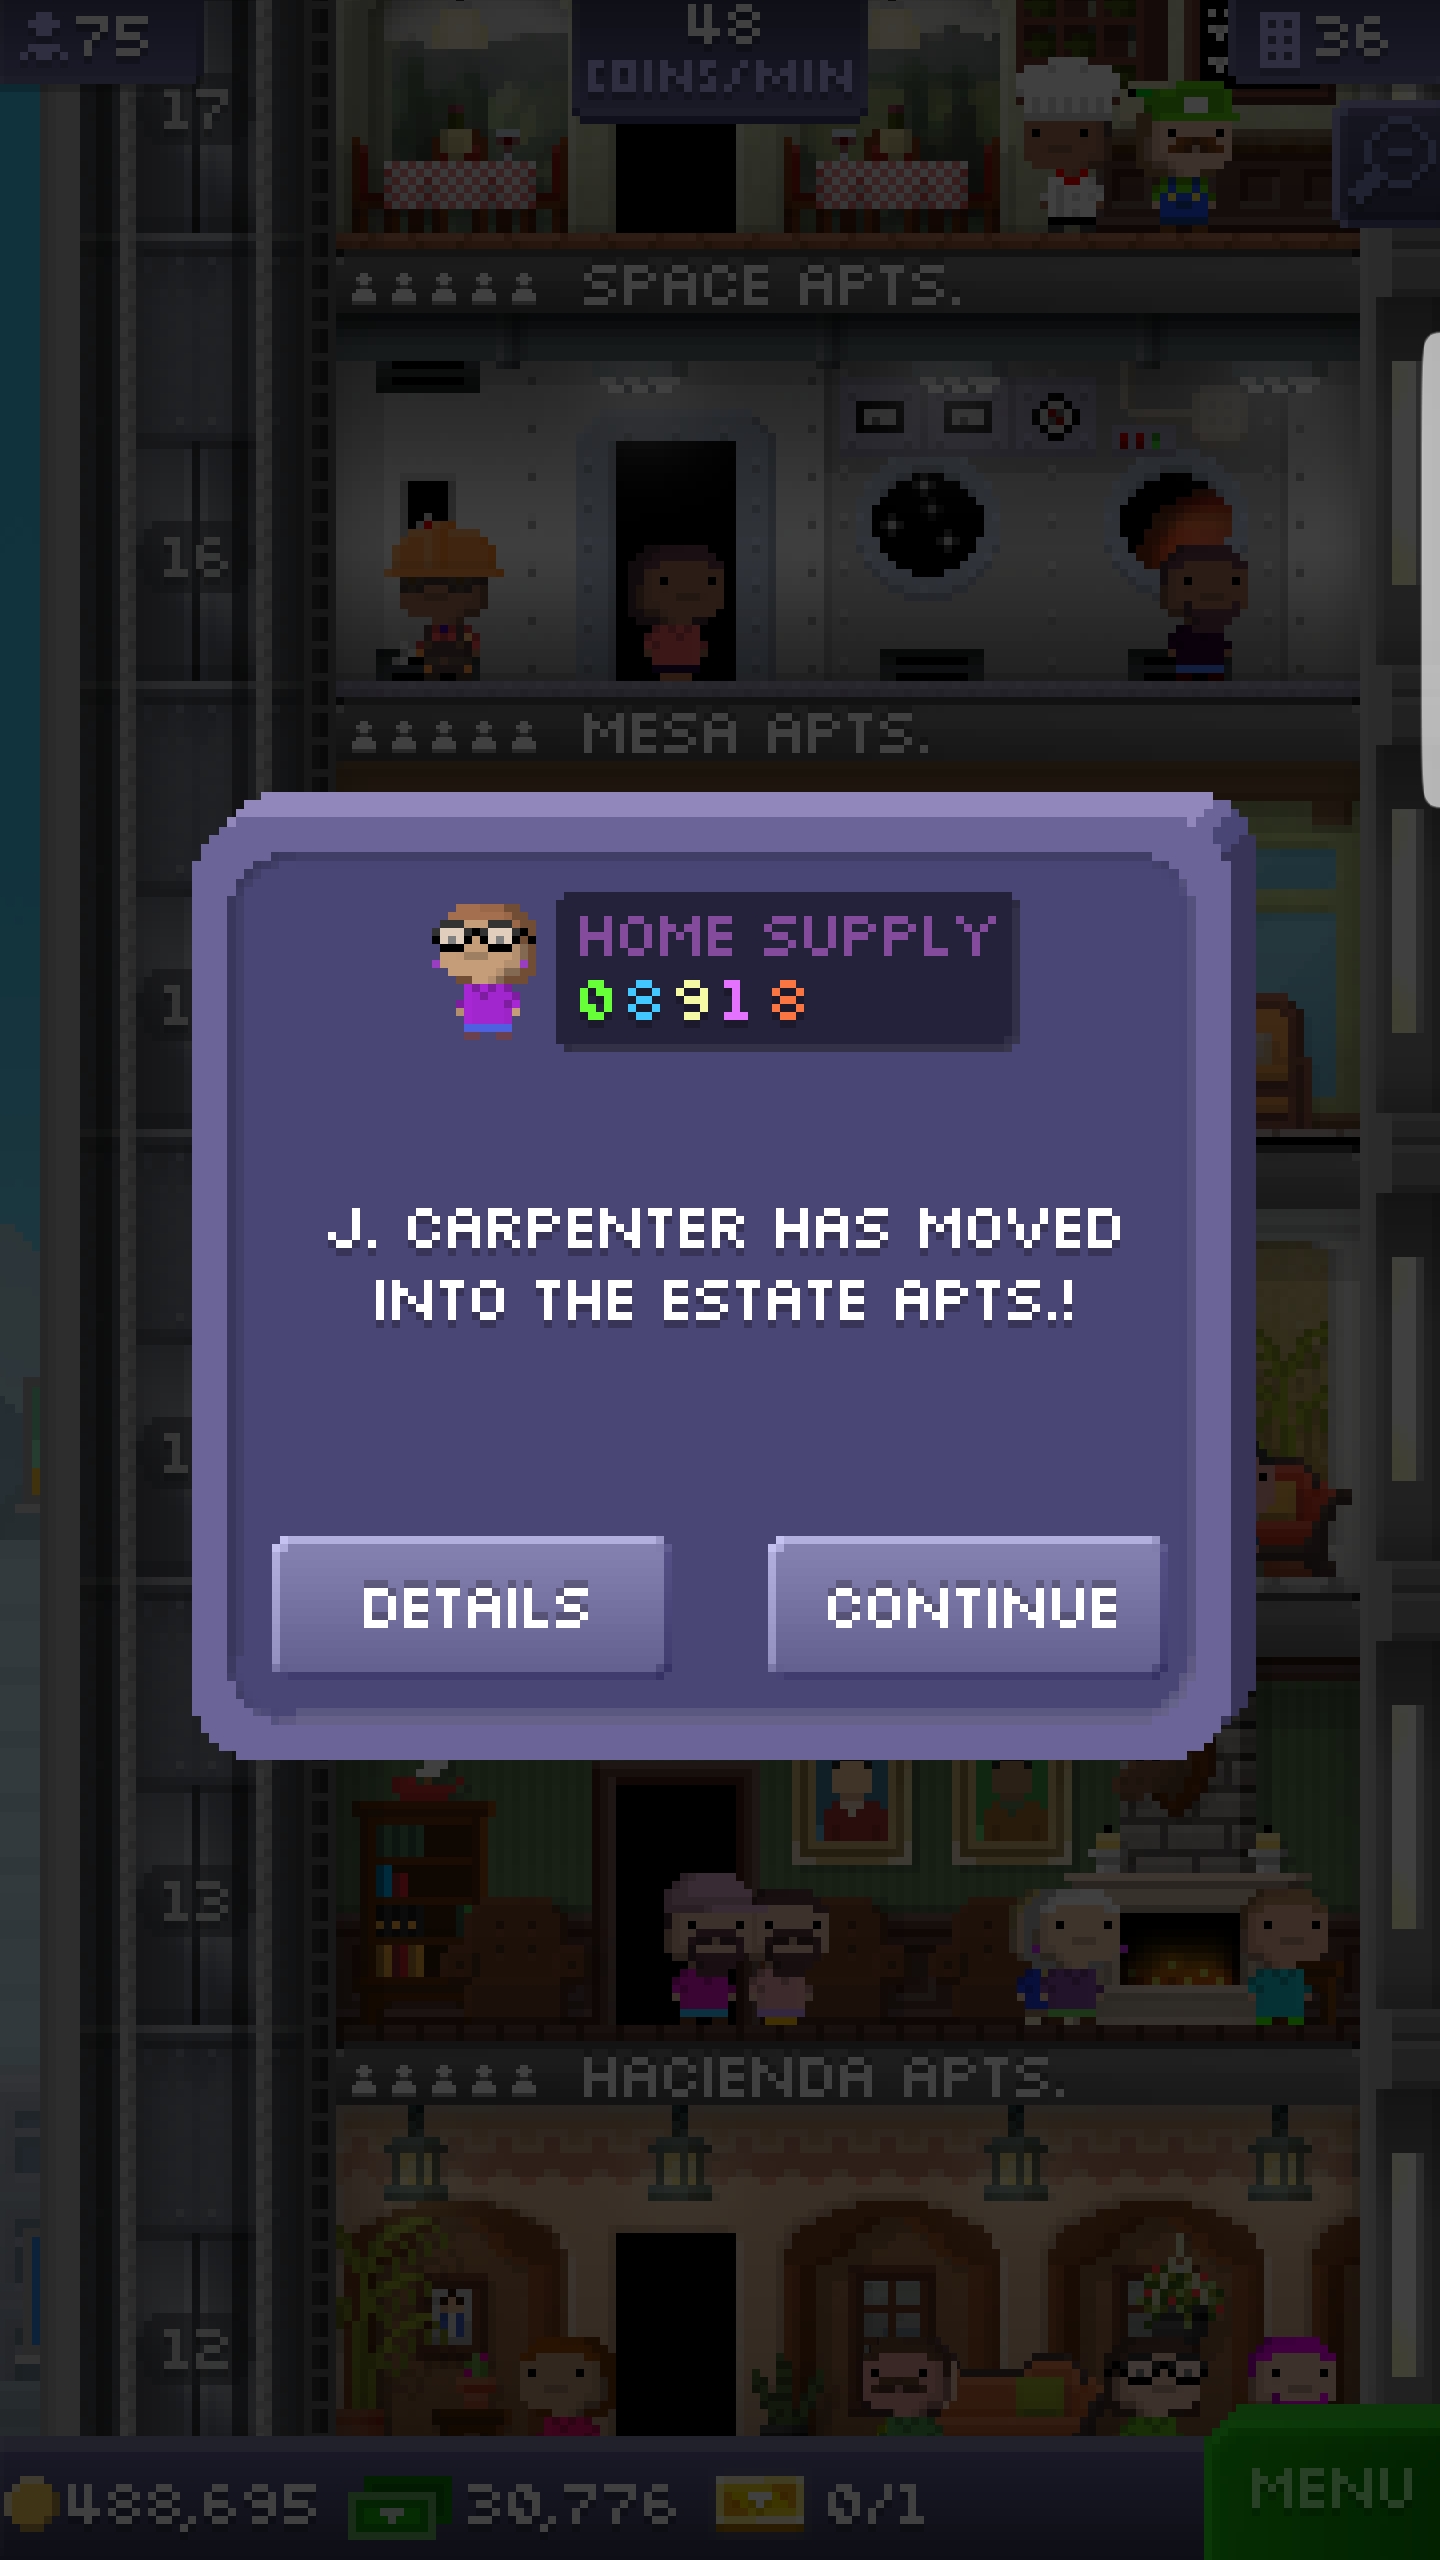 75
48
COINS/MIN
36
17
SPACE APTS.
16
MESA APTS.
HOME SUPPLY
0 8 9 1 8
J. CARPENTER HAS MOVED
INTO THE ESTATE APTS.!
DETAILS
CONTINUE
13
HACIENDA APTS.
12
488,695
30,776
0/1
MENU